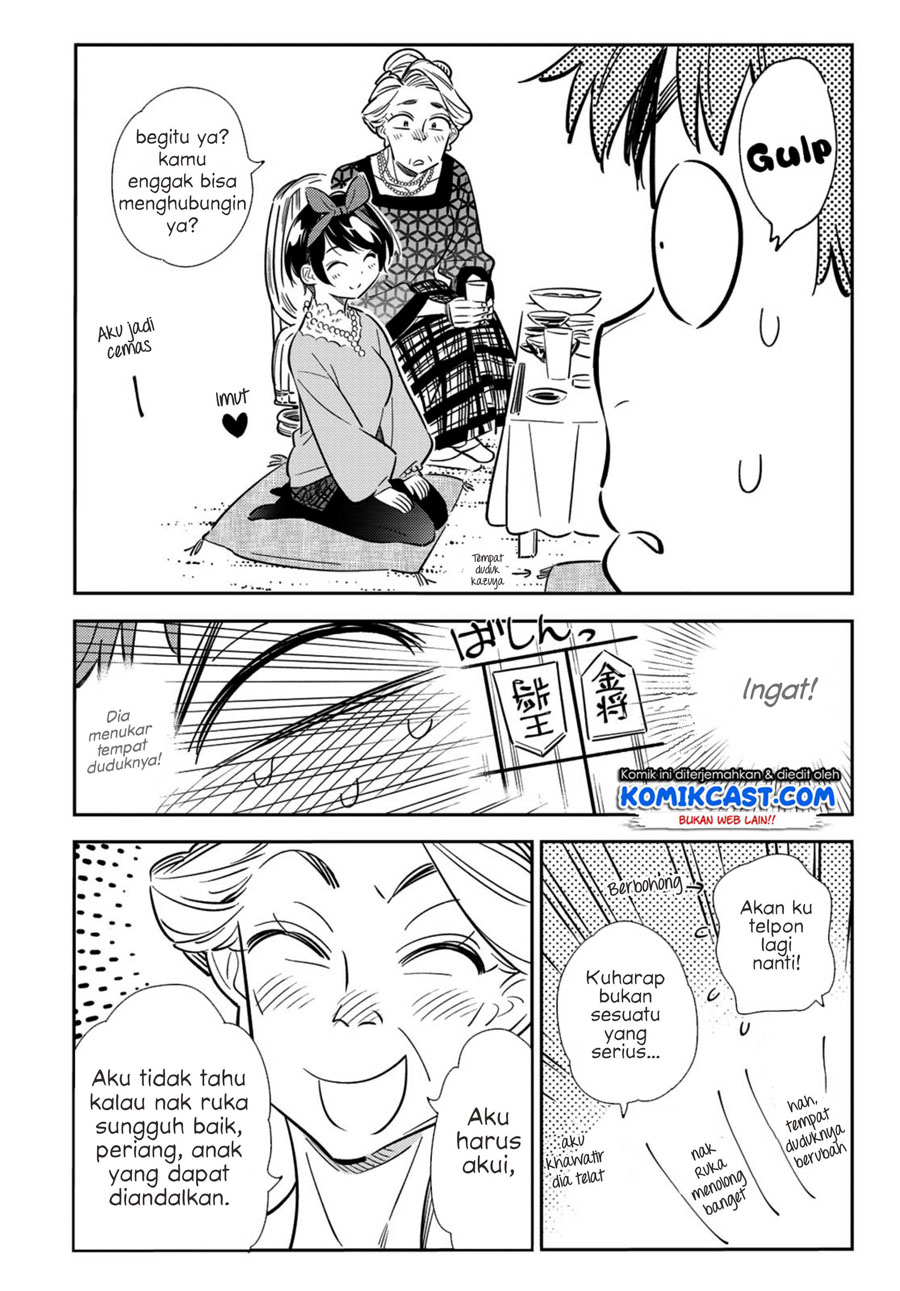 Gulp
begitu ya?
kamu
enggak bisa
menghubungin
ya?
Aku jadi
cemas
Imut
Tempat
duduk
kazuya
Ingat!
ばしんっ
金将
王
Dia
menukar
tempat
duduknya!
Komik ini diterjemahkan & diedit oleh
KOMIKCAST.COM
BUKAN WEB LAIN!!
Berbohong
Akan ku
telpon
lagi
nanti!
Kuharap
bukan
sesuatu
yang
serius...
hah,
tempat
duduknya
berubah
nak
Ruka
menolong
banget
aku
khawatir
dia telat
Aku
harus
akui,
Aku tidak tahu
kalau nak ruka
sungguh baik,
periang, anak
yang dapat
diandalkan.